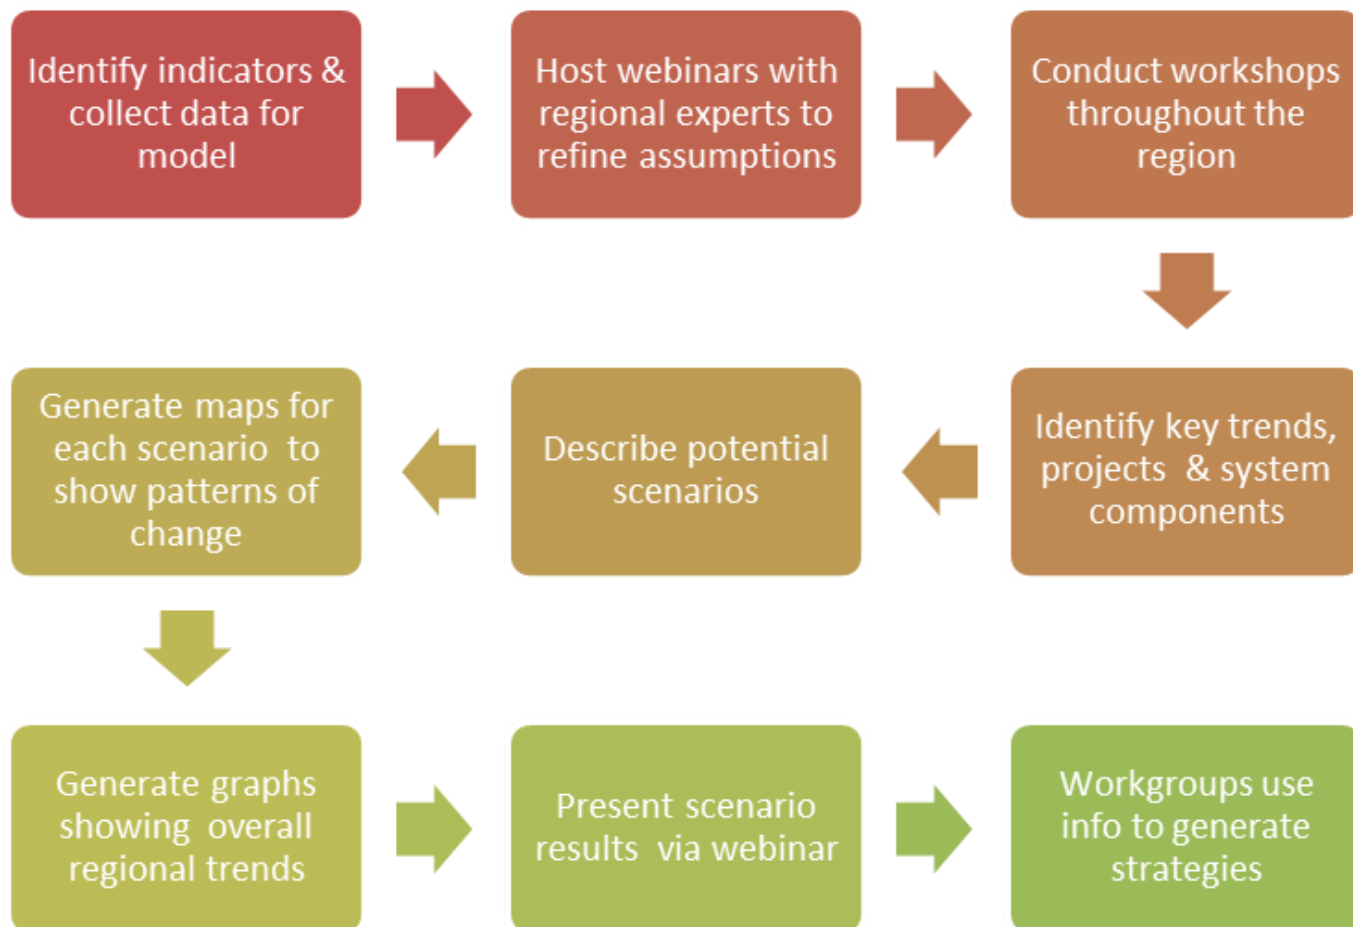 Identify indicators &
collect data for
model
Host webinars with
regional experts to
refine assumptions
Conduct workshops
throughout the
region
Identify key trends,
projects & system
components
Describe potential
scenarios
Generate maps for
each scenario to
show patterns of
change
Generate graphs
showing overall
regional trends
Present scenario
results via webinar
Workgroups use
info to generate
strategies